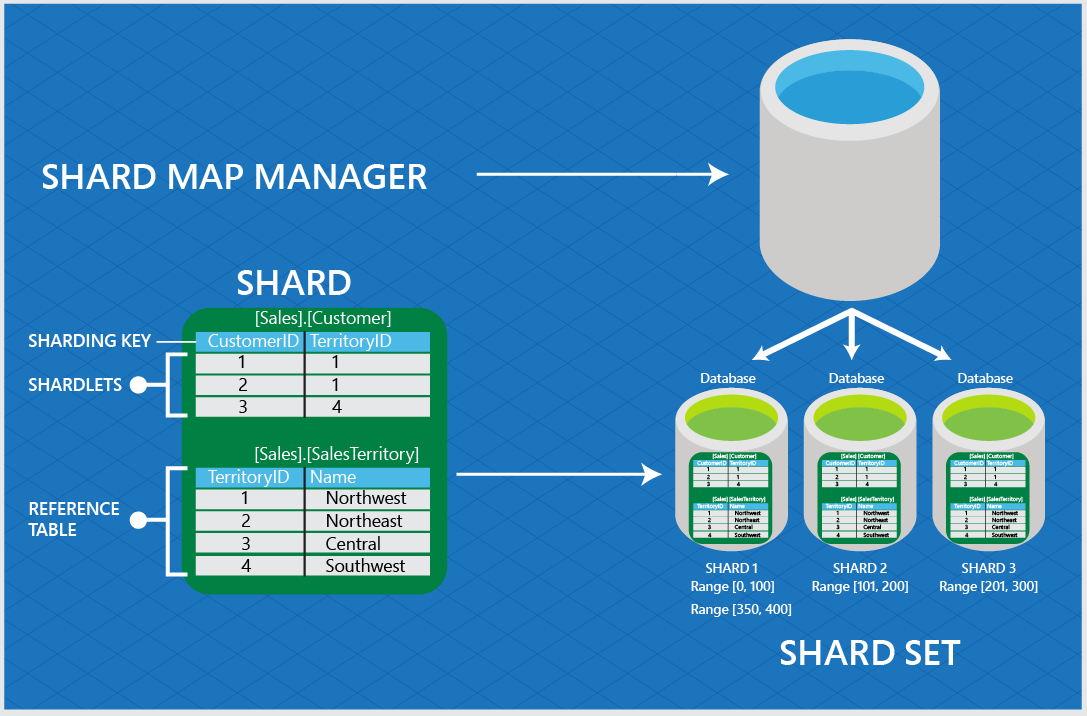 SHARD MAP MANAGER
SHARD
[Sales].[Customer]
SHARDING KEY
CustomerID TerritoryID
SHARDLETS
1 1
2 1
3 4
[Sales].[SalesTerritory]
REFERENCE
TABLE
TerritoryID Name
1 Northwest
2 Northeast
3 Central
4 Southwest
Database
[Sales].[Customer]
CustomerID TerritoryID
1 1
2 1
3 4
[Sales].[SalesTerritory]
TerritoryID Name
1 Northwest
2 Northeast
3 Central
4 Southwest
SHARD 1
Range [0, 100]
Range [350, 400]
Database
[Sales].[Customer]
CustomerID TerritoryID
1 1
2 1
3 4
[Sales].[SalesTerritory]
TerritoryID Name
1 Northwest
2 Northeast
3 Central
4 Southwest
SHARD 2
Range [101, 200]
Database
[Sales].[Customer]
CustomerID TerritoryID
1 1
2 1
3 4
[Sales].[SalesTerritory]
TerritoryID Name
1 Northwest
2 Northeast
3 Central
4 Southwest
SHARD 3
Range [201, 300]
SHARD SET